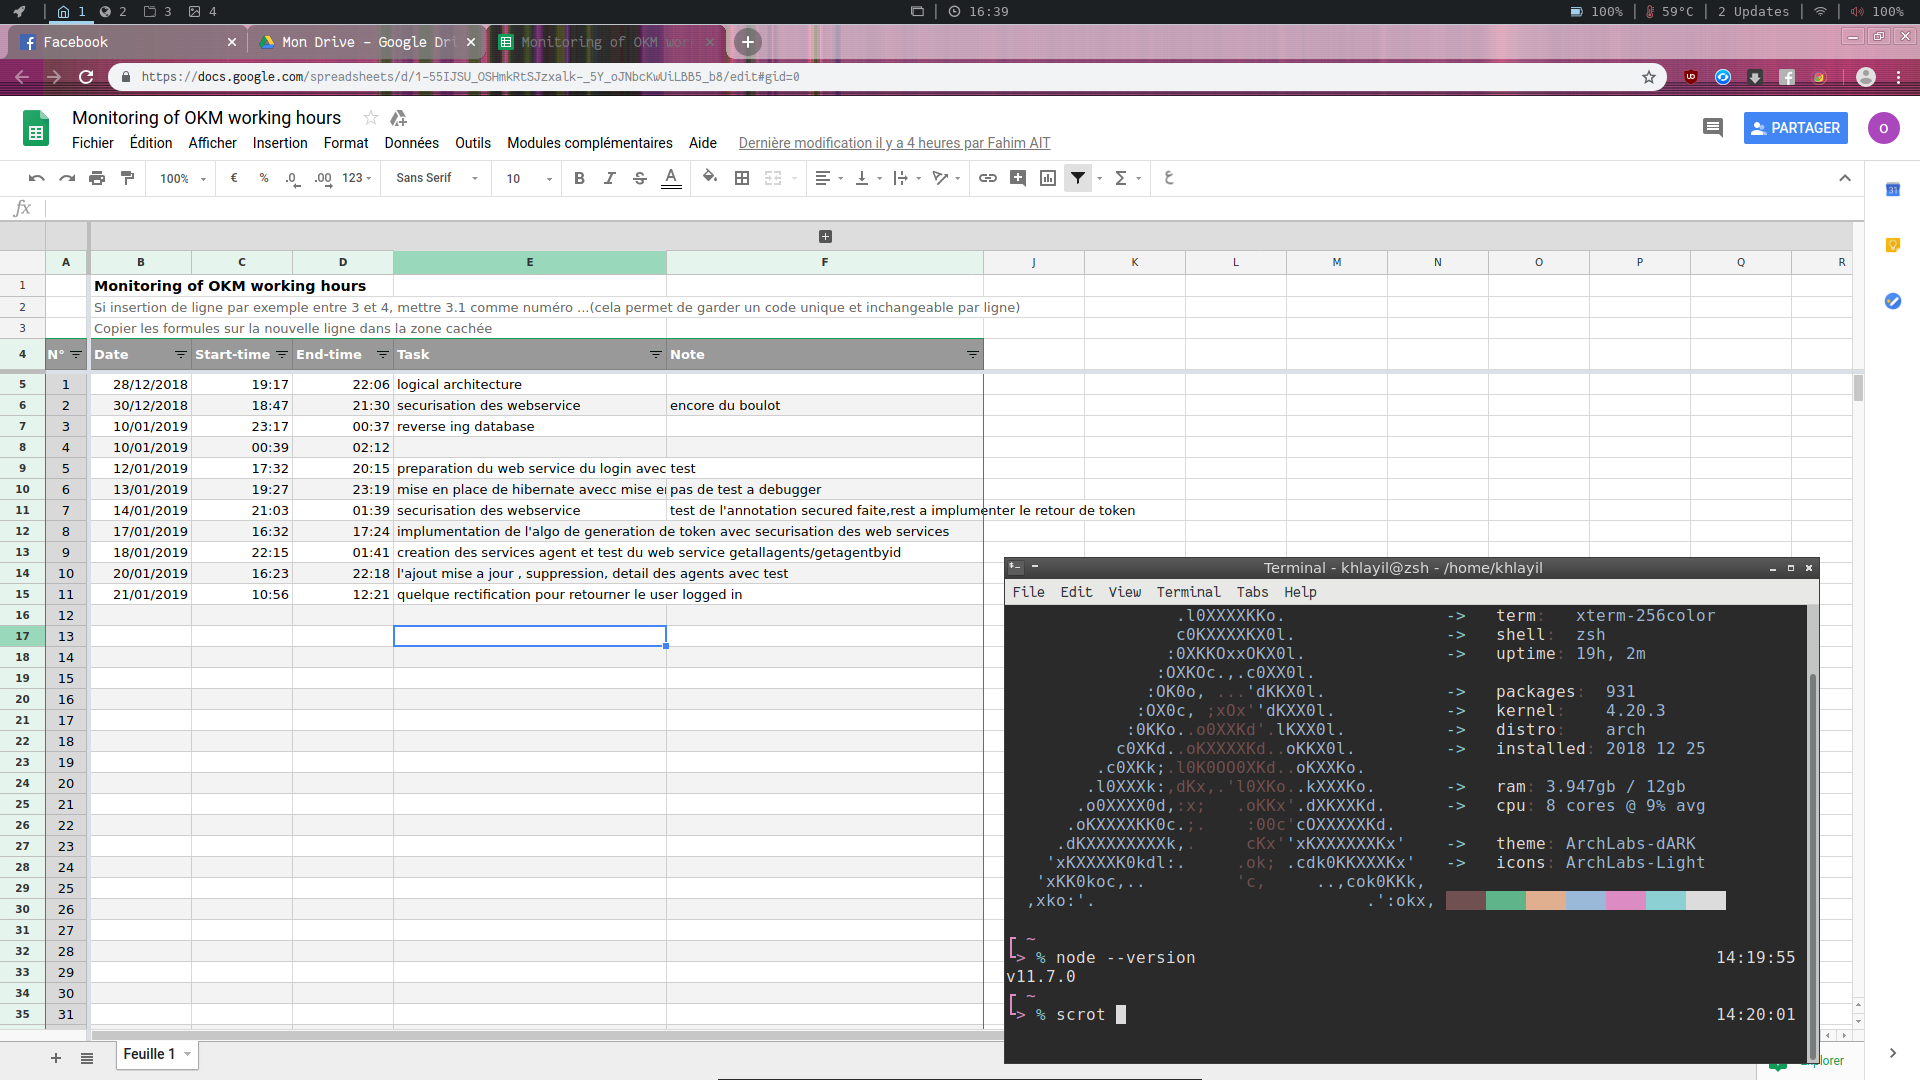 1 2 3 4 16:39 100% 59°C 2 Updates 100%
Facebook Mon Drive – Google Dri Monitoring of OKM wor
https://docs.google.com/spreadsheets/d/1-55IJSU_OSHmkRtSJzxalk-_5Y_oJNbcKwUiLBB5_b8/edit#gid=0
Monitoring of OKM working hours
Fichier Édition Afficher Insertion Format Données Outils Modules complémentaires Aide Dernière modification il y a 4 heures par Fahim AIT
PARTAGER
100% € % .0 .00 123 Sans Serif 10 B I S A Σ
fx
A B C D E F J K L M N O P Q R
1 Monitoring of OKM working hours
2 Si insertion de ligne par exemple entre 3 et 4, mettre 3.1 comme numéro ...(cela permet de garder un code unique et inchangeable par ligne)
3 Copier les formules sur la nouvelle ligne dans la zone cachée
4 N° Date Start-time End-time Task Note
5 1 28/12/2018 19:17 22:06 logical architecture
6 2 30/12/2018 18:47 21:30 securisation des webservice encore du boulot
7 3 10/01/2019 23:17 00:37 reverse ing database
8 4 10/01/2019 00:39 02:12
9 5 12/01/2019 17:32 20:15 preparation du web service du login avec test
10 6 13/01/2019 19:27 23:19 mise en place de hibernate avecc mise er pas de test a debugger
11 7 14/01/2019 21:03 01:39 securisation des webservice test de l'annotation secured faite,rest a implumenter le retour de token
12 8 17/01/2019 16:32 17:24 implumentation de l'algo de generation de token avec securisation des web services
13 9 18/01/2019 22:15 01:41 creation des services agent et test du web service getallagents/getagentbyid
14 10 20/01/2019 16:23 22:18 l'ajout mise a jour , suppression, detail des agents avec test
15 11 21/01/2019 10:56 12:21 quelque rectification pour retourner le user logged in
16 12
17 13
18 14
19 15
20 16
21 17
22 18
23 19
24 20
25 21
26 22
27 23
28 24
29 25
30 26
31 27
32 28
33 29
34 30
35 31
Feuille 1
Terminal - khlayil@zsh - /home/khlayil
File Edit View Terminal Tabs Help
-> term: xterm-256color
-> shell: zsh
-> uptime: 19h, 2m
-> packages: 931
-> kernel: 4.20.3
-> distro: arch
-> installed: 2018 12 25
-> ram: 3.947gb / 12gb
-> cpu: 8 cores @ 9% avg
-> theme: ArchLabs-dARK
-> icons: ArchLabs-Light
~
> % node --version 14:19:55
v11.7.0
~
> % scrot 14:20:01